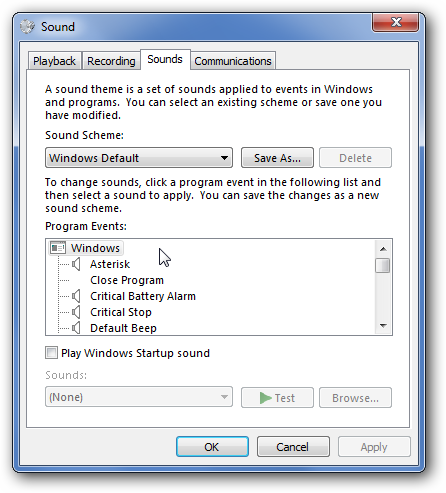 Sound
Playback Recording Sounds Communications
A sound theme is a set of sounds applied to events in Windows
and programs. You can select an existing scheme or save one you
have modified.
Sound Scheme:
Windows Default Save As... Delete
To change sounds, click a program event in the following list and
then select a sound to apply. You can save the changes as a new
sound scheme.
Program Events:
Windows
Asterisk
Close Program
Critical Battery Alarm
Critical Stop
Default Beep
Play Windows Startup sound
Sounds:
(None) Test Browse...
OK Cancel Apply